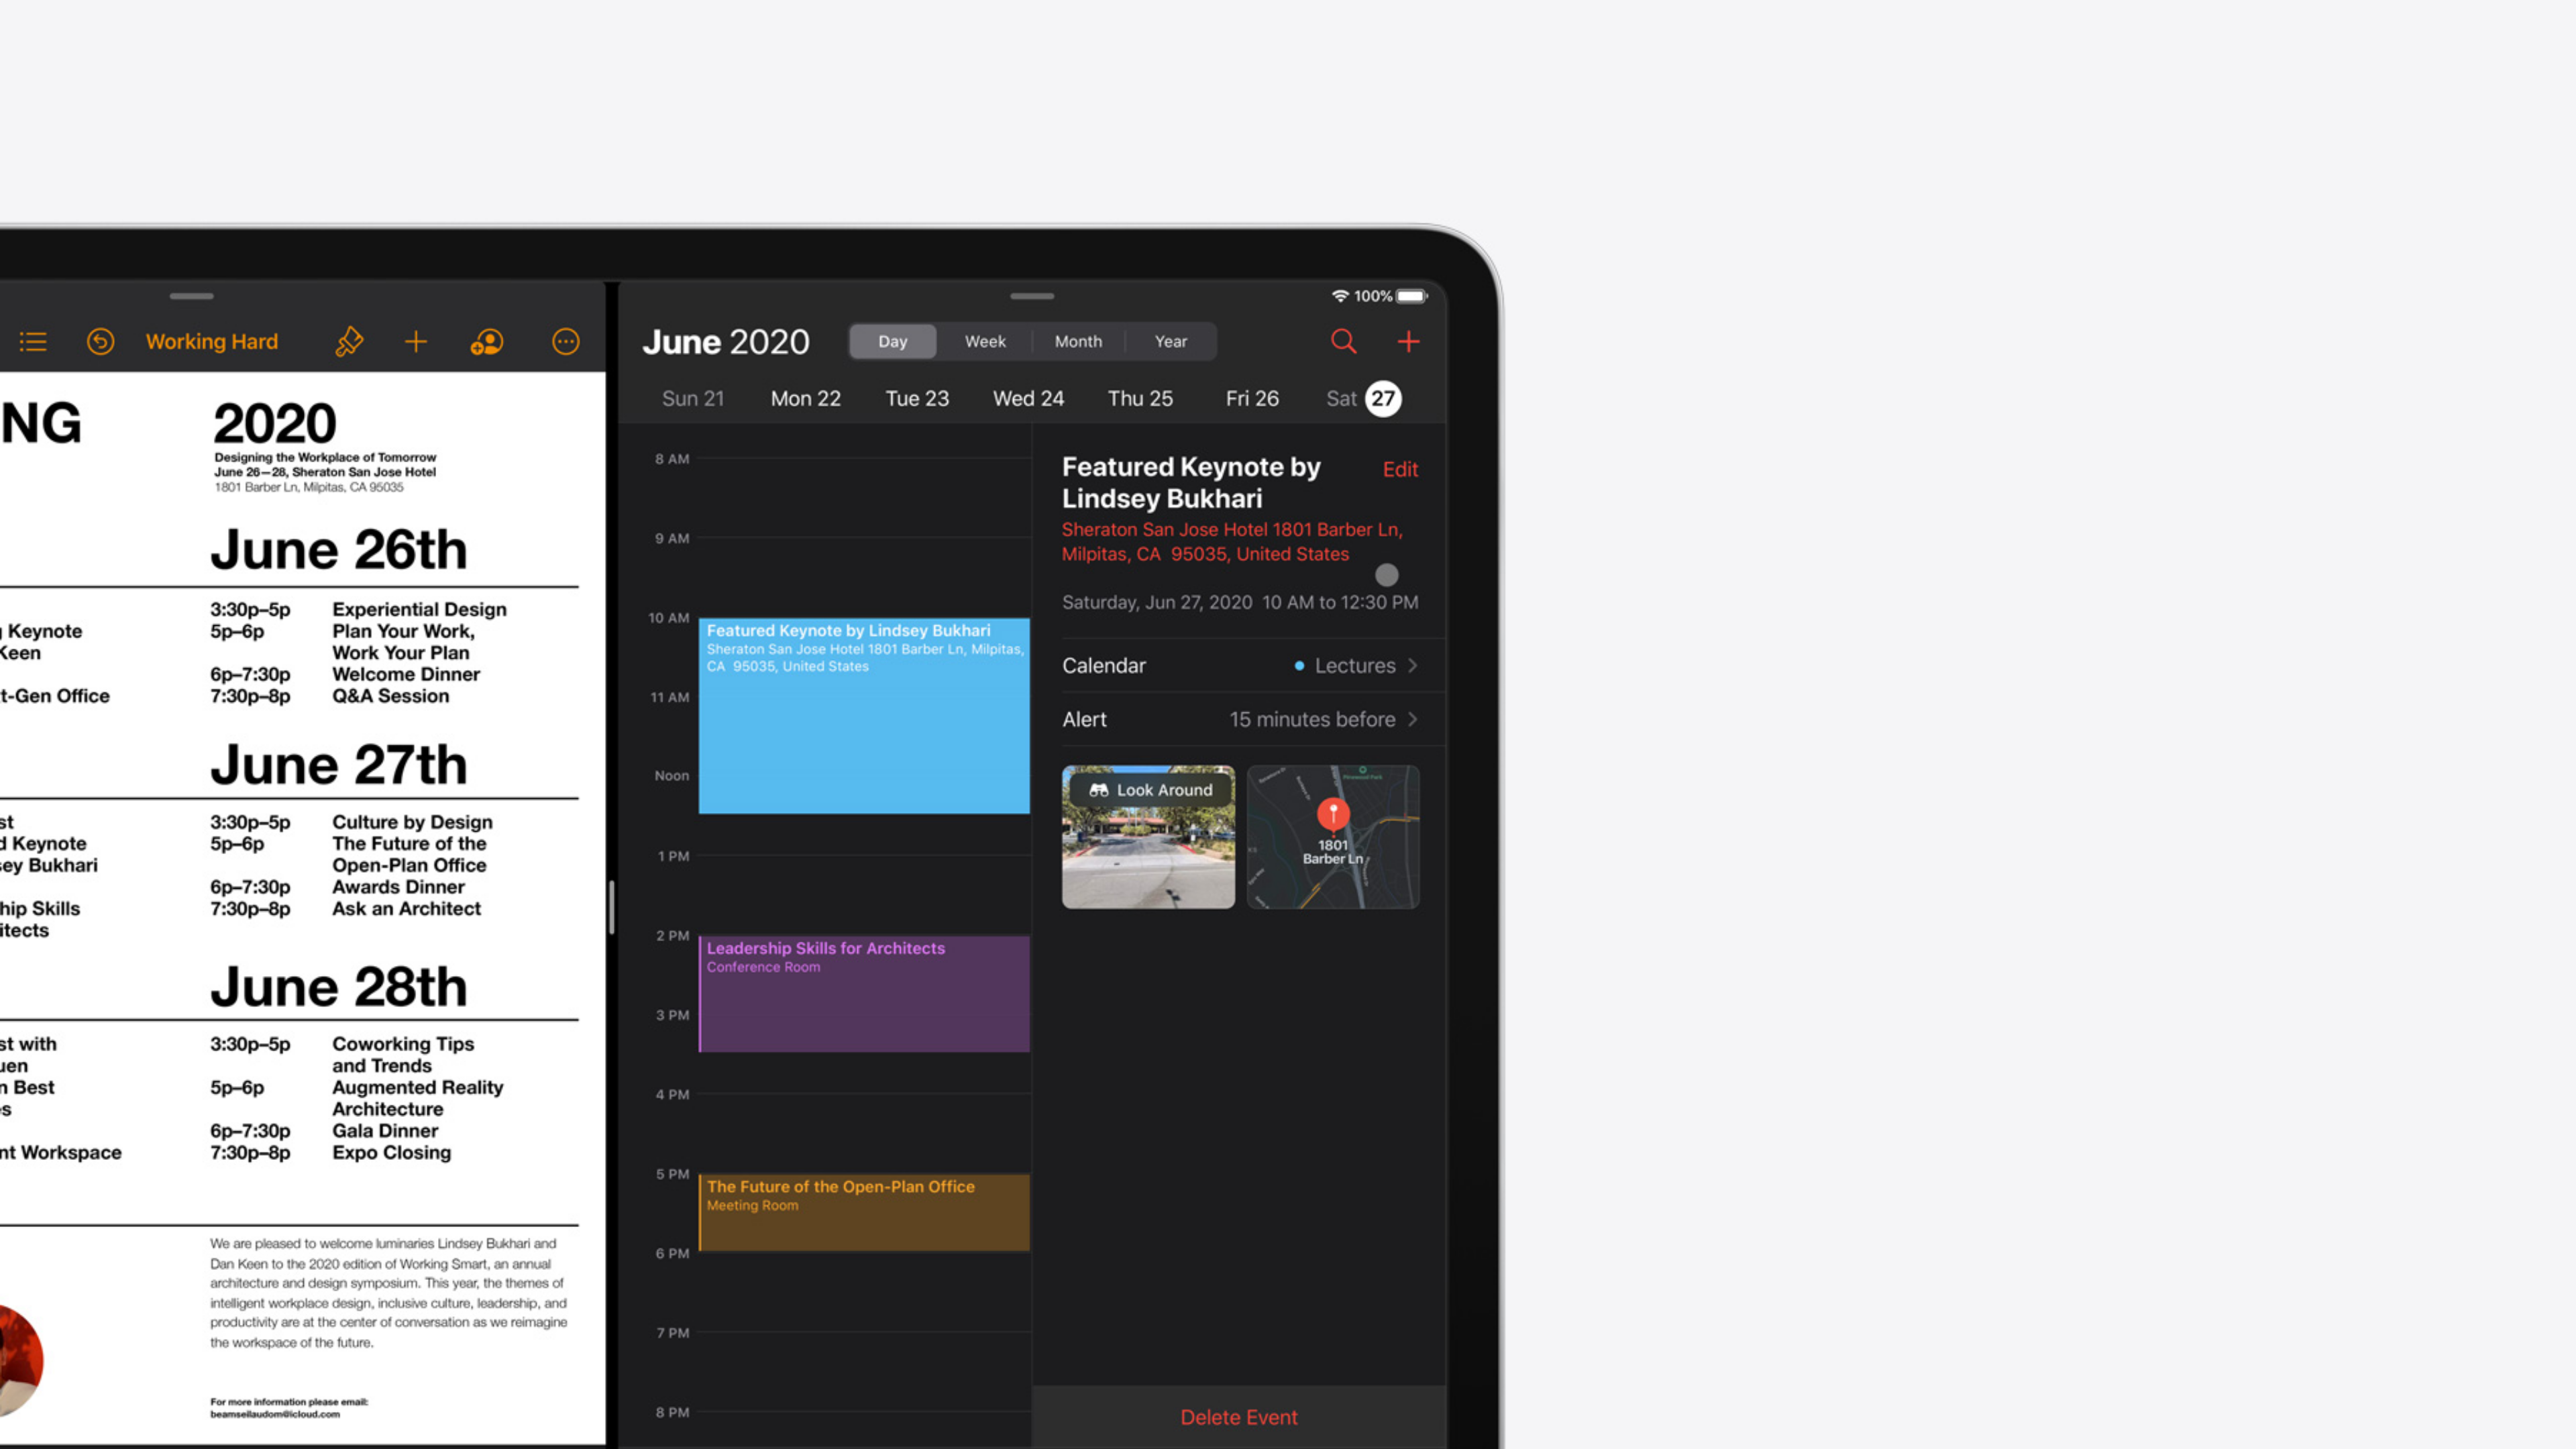 Working Hard
NG
2020
Designing the Workplace of Tomorrow
June 26–28, Sheraton San Jose Hotel
1801 Barber Ln, Milpitas, CA 95035
June 26th
Keynote
Keen
t-Gen Office
3:30p–5p Experiential Design
5p–6p Plan Your Work,
Work Your Plan
6p–7:30p Welcome Dinner
7:30p–8p Q&A Session
June 27th
st
d Keynote
sey Bukhari
hip Skills
itects
3:30p–5p Culture by Design
5p–6p The Future of the
Open-Plan Office
6p–7:30p Awards Dinner
7:30p–8p Ask an Architect
June 28th
st with
uen
n Best
es
nt Workspace
3:30p–5p Coworking Tips
and Trends
5p–6p Augmented Reality
Architecture
6p–7:30p Gala Dinner
7:30p–8p Expo Closing
We are pleased to welcome luminaries Lindsey Bukhari and
Dan Keen to the 2020 edition of Working Smart, an annual
architecture and design symposium. This year, the themes of
intelligent workplace design, inclusive culture, leadership, and
productivity are at the center of conversation as we reimagine
the workspace of the future.
For more information please email:
beamseilaudom@icloud.com
100%
June 2020
Day Week Month Year
Sun 21 Mon 22 Tue 23 Wed 24 Thu 25 Fri 26 Sat 27
8 AM
9 AM
10 AM
11 AM
Noon
1 PM
2 PM
3 PM
4 PM
5 PM
6 PM
7 PM
8 PM
Featured Keynote by Lindsey Bukhari
Sheraton San Jose Hotel 1801 Barber Ln, Milpitas,
CA 95035, United States
Leadership Skills for Architects
Conference Room
The Future of the Open-Plan Office
Meeting Room
Featured Keynote by
Lindsey Bukhari
Edit
Sheraton San Jose Hotel 1801 Barber Ln,
Milpitas, CA 95035, United States
Saturday, Jun 27, 2020 10 AM to 12:30 PM
Calendar Lectures
Alert 15 minutes before
Look Around
1801
Barber Ln
Delete Event